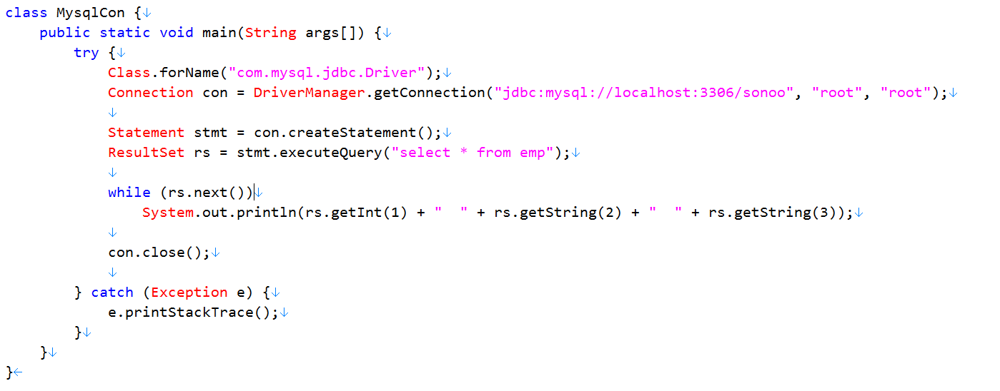 class MysqlCon {↓
    public static void main(String args[]) {↓
        try {↓
            Class.forName("com.mysql.jdbc.Driver");↓
            Connection con = DriverManager.getConnection("jdbc:mysql://localhost:3306/sonoo", "root", "root");↓
            ↓
            Statement stmt = con.createStatement();↓
            ResultSet rs = stmt.executeQuery("select * from emp");↓
            ↓
            while (rs.next())↓
                System.out.println(rs.getInt(1) + "  " + rs.getString(2) + "  " + rs.getString(3));↓
            ↓
            con.close();↓
            ↓
        } catch (Exception e) {↓
            e.printStackTrace();↓
        }↓
    }↓
}←